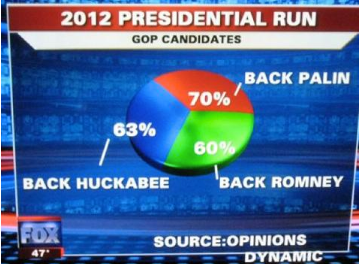 2012 PRESIDENTIAL RUN
GOP CANDIDATES
BACK PALIN
70%
63%
60%
BACK HUCKABEE
BACK ROMNEY
FOX
47°
SOURCE:OPINIONS
DYNAMIC